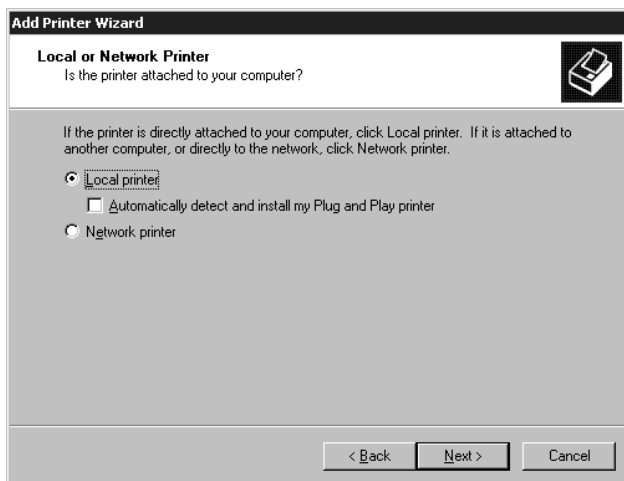 Add Printer Wizard
Local or Network Printer
Is the printer attached to your computer?
If the printer is directly attached to your computer, click Local printer. If it is attached to
another computer, or directly to the network, click Network printer.
Local printer
Automatically detect and install my Plug and Play printer
Network printer
< Back Next > Cancel